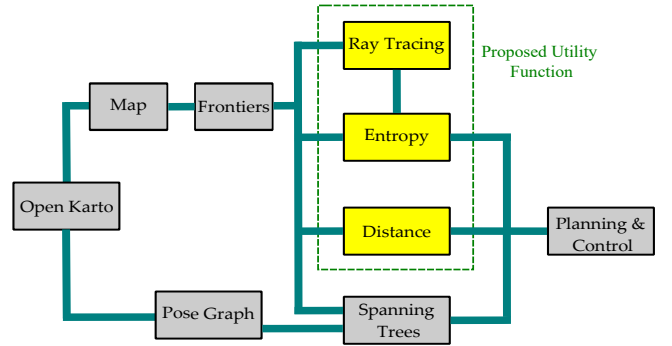 Ray Tracing
Proposed Utility
Function
Map
Frontiers
Entropy
Open Karto
Distance
Planning &
Control
Pose Graph
Spanning
Trees